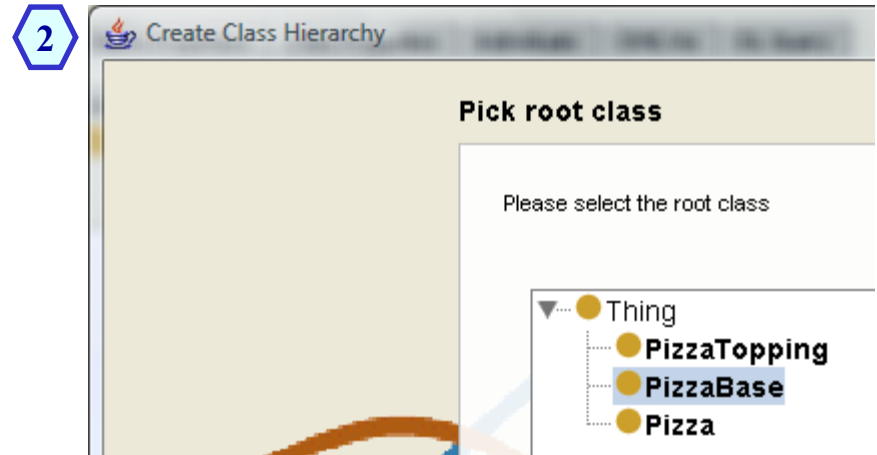 2
Create Class Hierarchy
Pick root class
Please select the root class
Thing
PizzaTopping
PizzaBase
Pizza